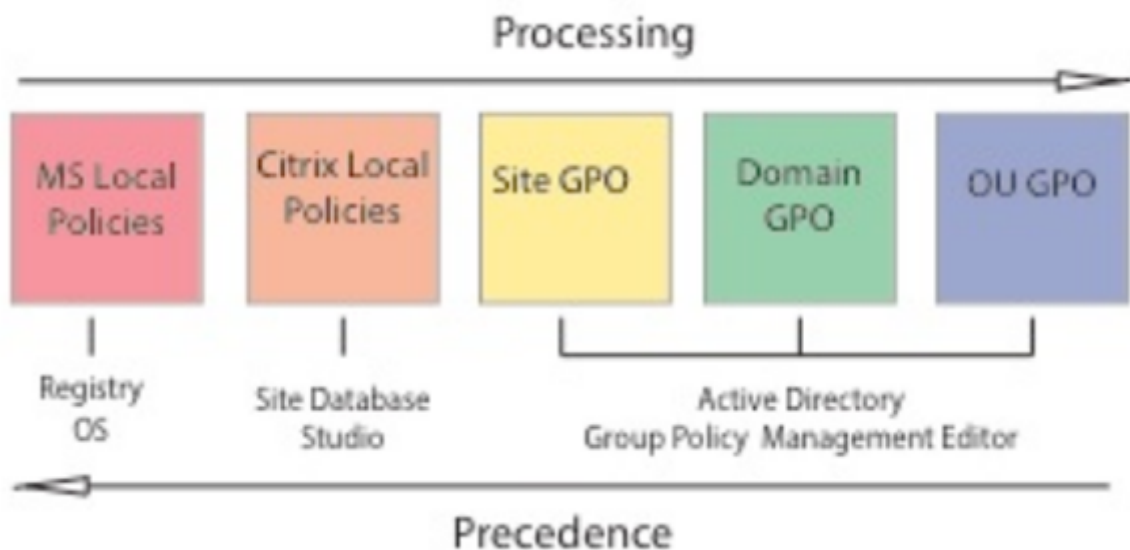 Processing
MS Local
Policies
Citrix Local
Policies
Site GPO
Domain
GPO
OU GPO
Registry
OS
Site Database
Studio
Active Directory
Group Policy Management Editor
Precedence